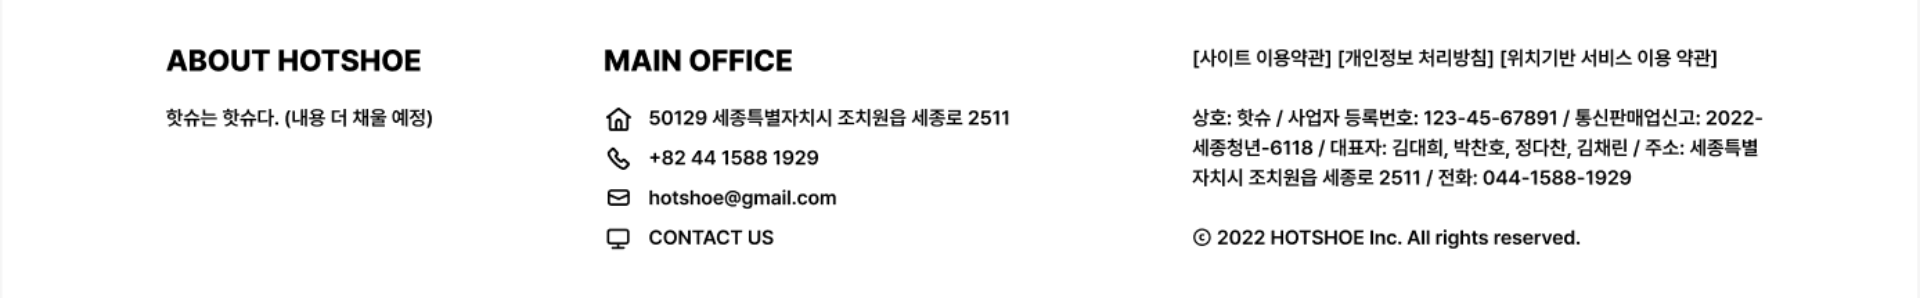 ABOUT HOTSHOE
핫슈는 핫슈다. (내용 더 채울 예정)
MAIN OFFICE
50129 세종특별자치시 조치원읍 세종로 2511
+82 44 1588 1929
hotshoe@gmail.com
CONTACT US
[사이트 이용약관] [개인정보 처리방침] [위치기반 서비스 이용 약관]
상호: 핫슈 / 사업자 등록번호: 123-45-67891 / 통신판매업신고: 2022-
세종청년-6118 / 대표자: 김대희, 박찬호, 정다찬, 김채린 / 주소: 세종특별
자치시 조치원읍 세종로 2511 / 전화: 044-1588-1929
© 2022 HOTSHOE Inc. All rights reserved.